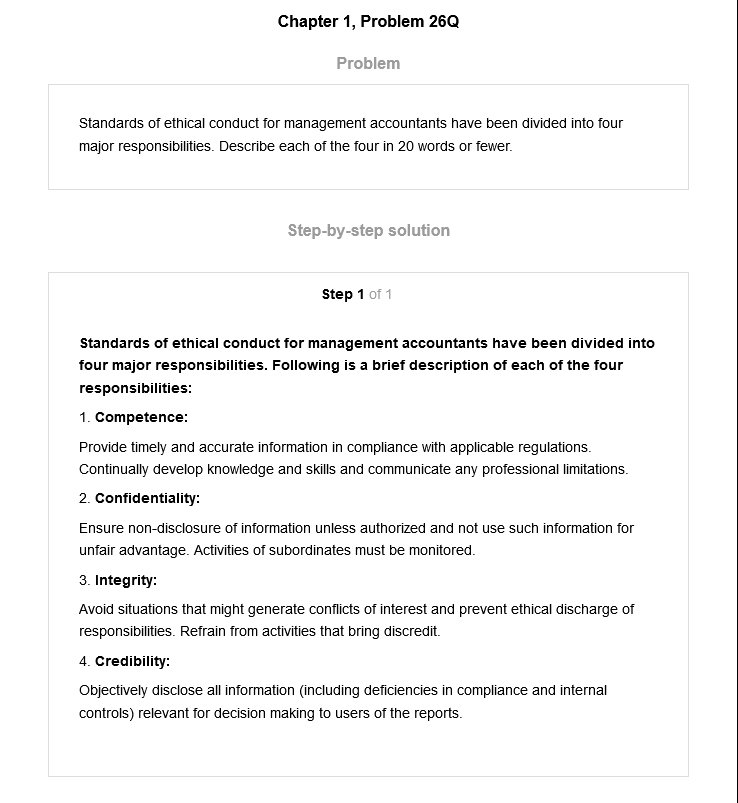 Chapter 1, Problem 26Q
Problem
Standards of ethical conduct for management accountants have been divided into four
major responsibilities. Describe each of the four in 20 words or fewer.
Step-by-step solution
Step 1 of 1
Standards of ethical conduct for management accountants have been divided into
four major responsibilities. Following is a brief description of each of the four
responsibilities:
1. Competence:
Provide timely and accurate information in compliance with applicable regulations.
Continually develop knowledge and skills and communicate any professional limitations.
2. Confidentiality:
Ensure non-disclosure of information unless authorized and not use such information for
unfair advantage. Activities of subordinates must be monitored.
3. Integrity:
Avoid situations that might generate conflicts of interest and prevent ethical discharge of
responsibilities. Refrain from activities that bring discredit.
4. Credibility:
Objectively disclose all information (including deficiencies in compliance and internal
controls) relevant for decision making to users of the reports.